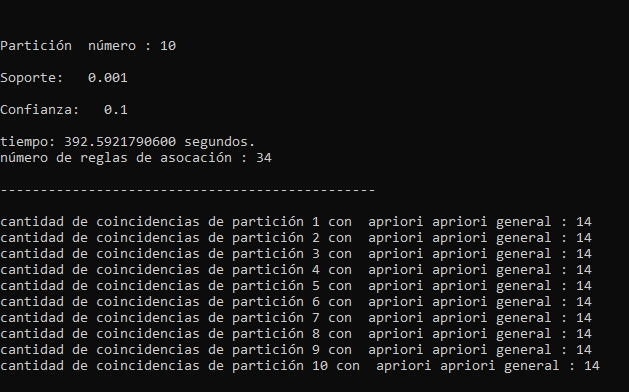 Partición  número : 10
Soporte:   0.001
Confianza:   0.1
tiempo: 392.5921790600 segundos.
número de reglas de asocación : 34
-----------------------------------------------
cantidad de coincidencias de partición 1 con  apriori apriori general : 14
cantidad de coincidencias de partición 2 con  apriori apriori general : 14
cantidad de coincidencias de partición 3 con  apriori apriori general : 14
cantidad de coincidencias de partición 4 con  apriori apriori general : 14
cantidad de coincidencias de partición 5 con  apriori apriori general : 14
cantidad de coincidencias de partición 6 con  apriori apriori general : 14
cantidad de coincidencias de partición 7 con  apriori apriori general : 14
cantidad de coincidencias de partición 8 con  apriori apriori general : 14
cantidad de coincidencias de partición 9 con  apriori apriori general : 14
cantidad de coincidencias de partición 10 con  apriori apriori general : 14